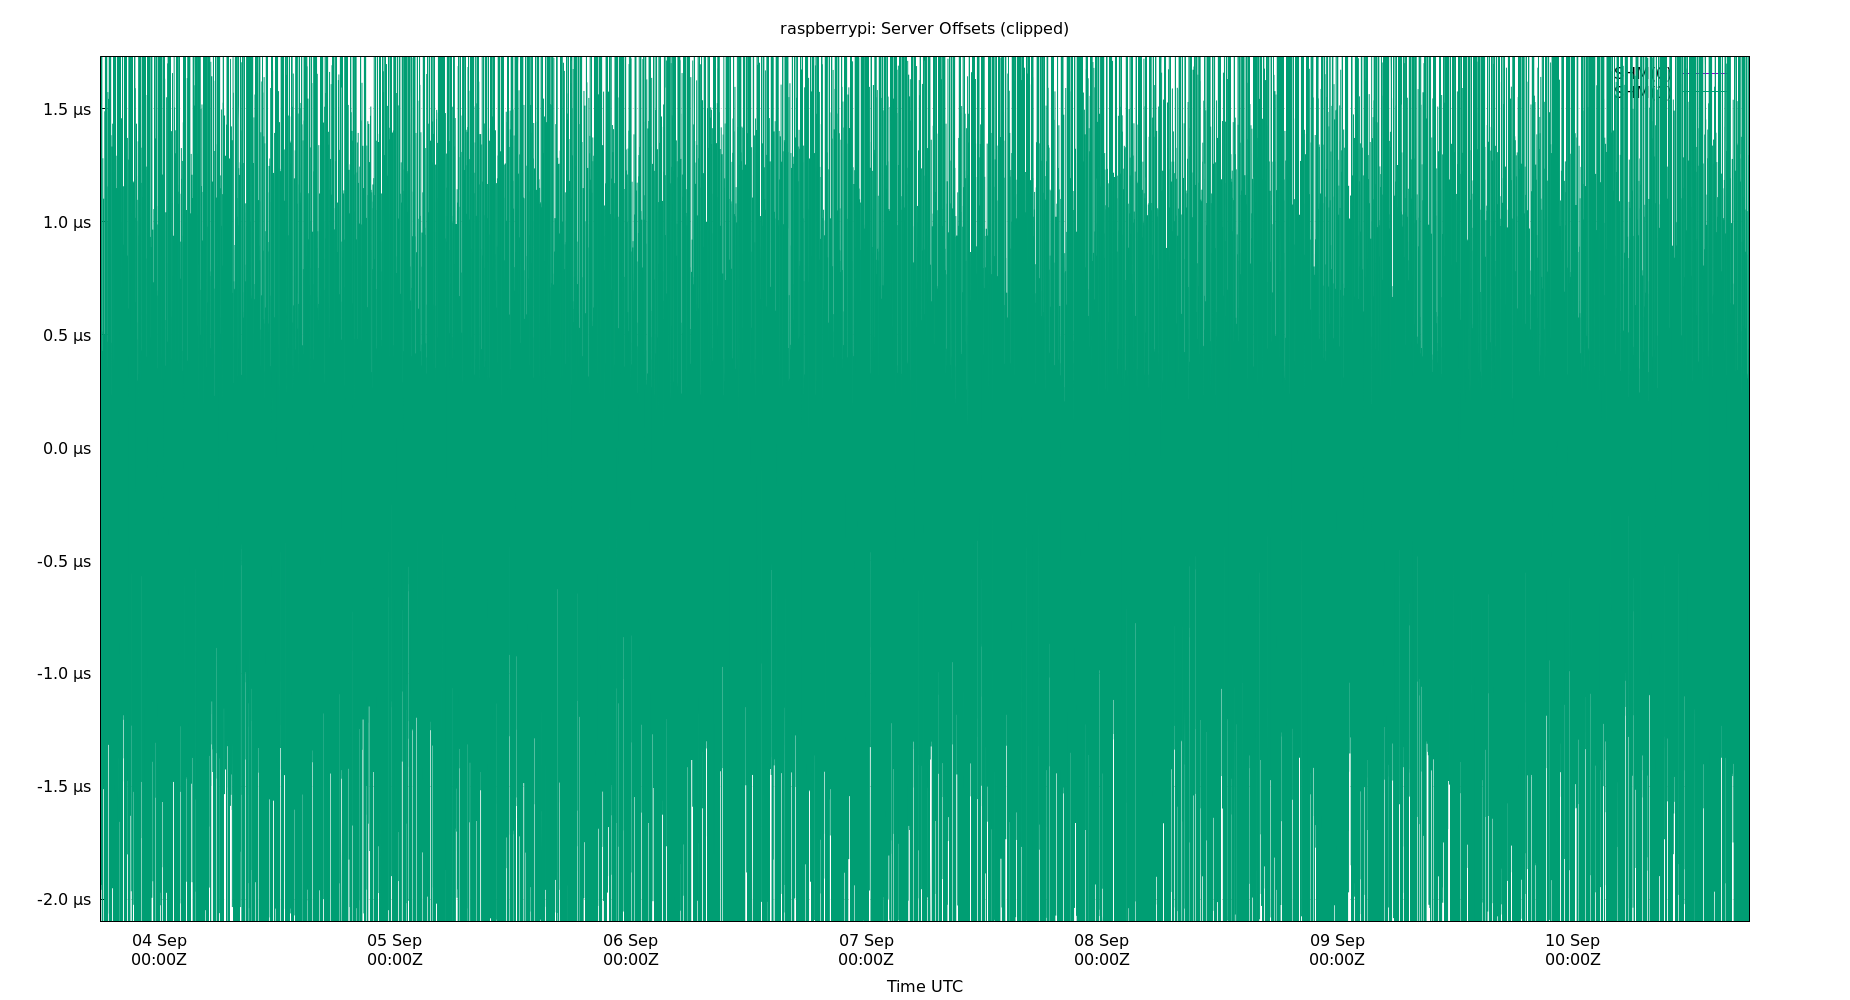 raspberrypi: Server Offsets (clipped)
1.5 µs
1.0 µs
0.5 µs
0.0 µs
-0.5 µs
-1.0 µs
-1.5 µs
-2.0 µs
04 Sep 05 Sep 06 Sep 07 Sep 08 Sep 09 Sep 10 Sep
00:00Z 00:00Z 00:00Z 00:00Z 00:00Z 00:00Z 00:00Z
Time UTC